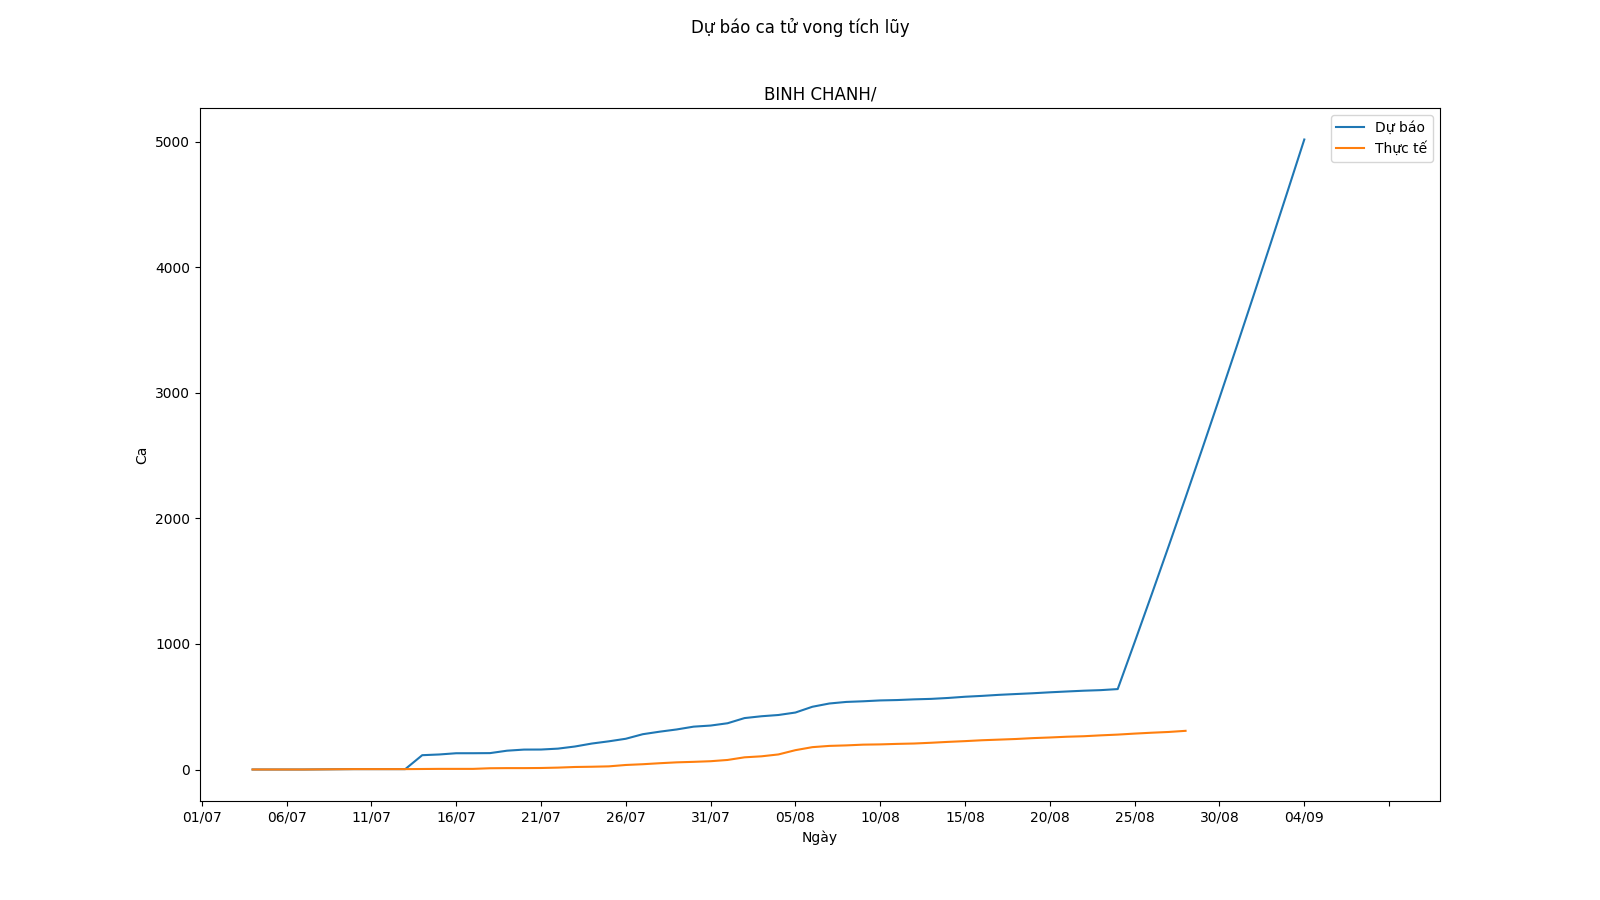 Dự báo ca tử vong tích lũy
BINH CHANH/
Dự báo
Thực tế
5000
4000
3000
2000
1000
0
Ca
01/07 06/07 11/07 16/07 21/07 26/07 31/07 05/08 10/08 15/08 20/08 25/08 30/08 04/09
Ngày